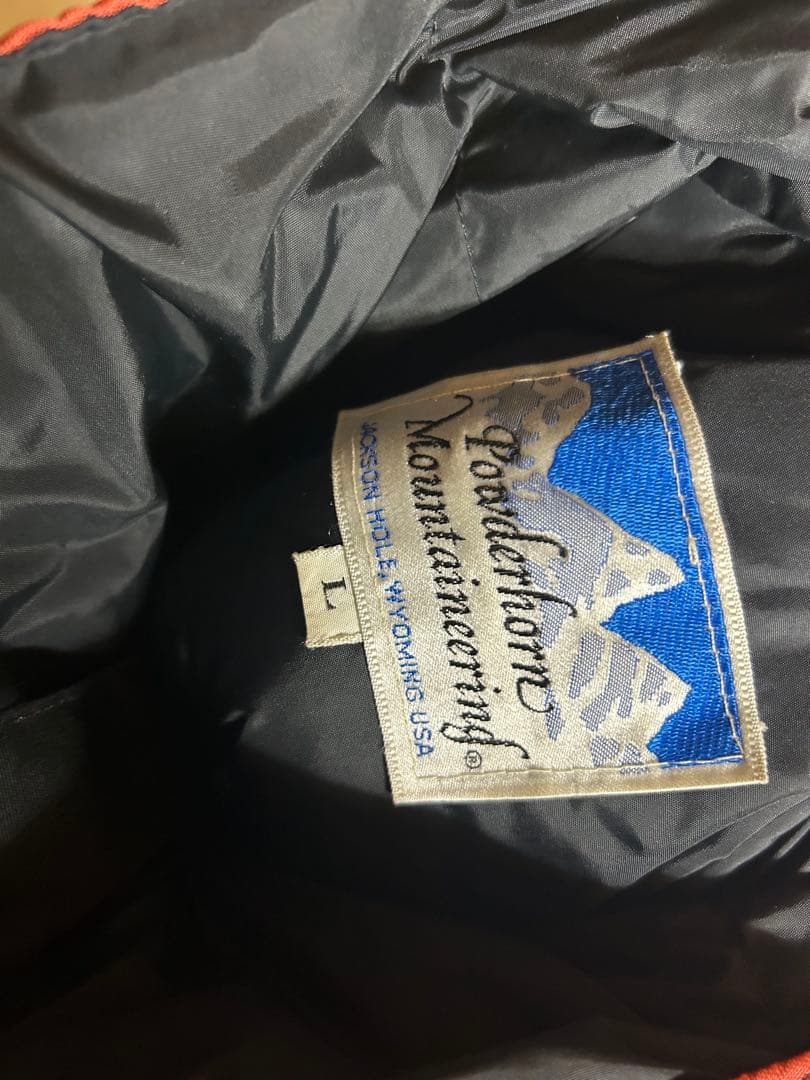 Powderhorn
Mountaineering®
JACKSON HOLE, WYOMING USA
L